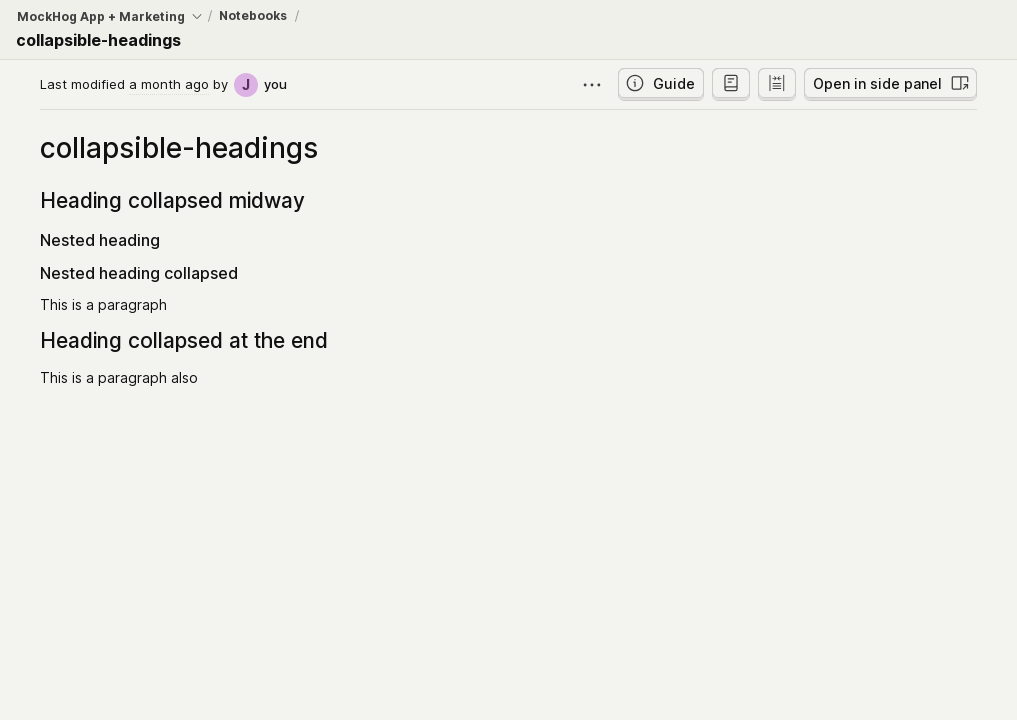 MockHog App + Marketing / Notebooks /
collapsible-headings
Last modified a month ago by J you
Guide
Open in side panel
collapsible-headings
Heading collapsed midway
Nested heading
Nested heading collapsed
This is a paragraph
Heading collapsed at the end
This is a paragraph also